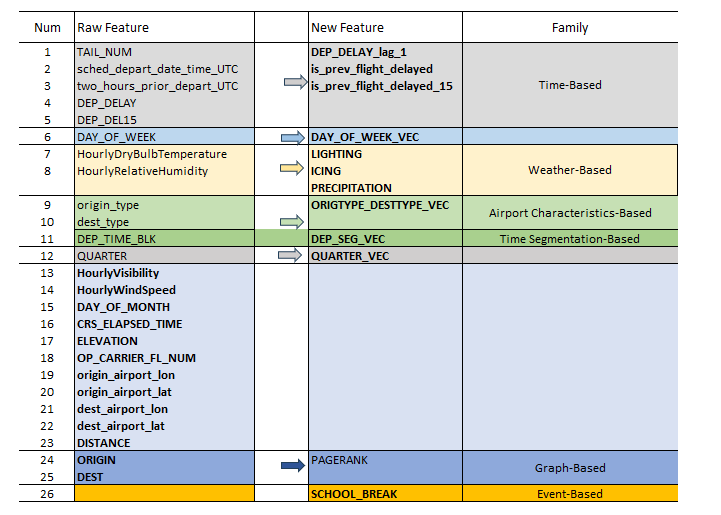 Num Raw Feature New Feature Family
1 TAIL_NUM DEP_DELAY_lag_1
2 sched_depart_date_time_UTC is_prev_flight_delayed
3 two_hours_prior_depart_UTC is_prev_flight_delayed_15 Time-Based
4 DEP_DELAY
5 DEP_DEL15
6 DAY_OF_WEEK DAY_OF_WEEK_VEC
7 HourlyDryBulbTemperature LIGHTING
8 HourlyRelativeHumidity ICING Weather-Based
PRECIPITATION
9 origin_type ORIGTYPE_DESTTYPE_VEC
Airport Characteristics-Based
10 dest_type
11 DEP_TIME_BLK DEP_SEG_VEC Time Segmentation-Based
12 QUARTER QUARTER_VEC
13 HourlyVisibility
14 HourlyWindSpeed
15 DAY_OF_MONTH
16 CRS_ELAPSED_TIME
17 ELEVATION
18 OP_CARRIER_FL_NUM
19 origin_airport_lon
20 origin_airport_lat
21 dest_airport_lon
22 dest_airport_lat
23 DISTANCE
24 ORIGIN PAGERANK
Graph-Based
25 DEST
26 SCHOOL_BREAK Event-Based